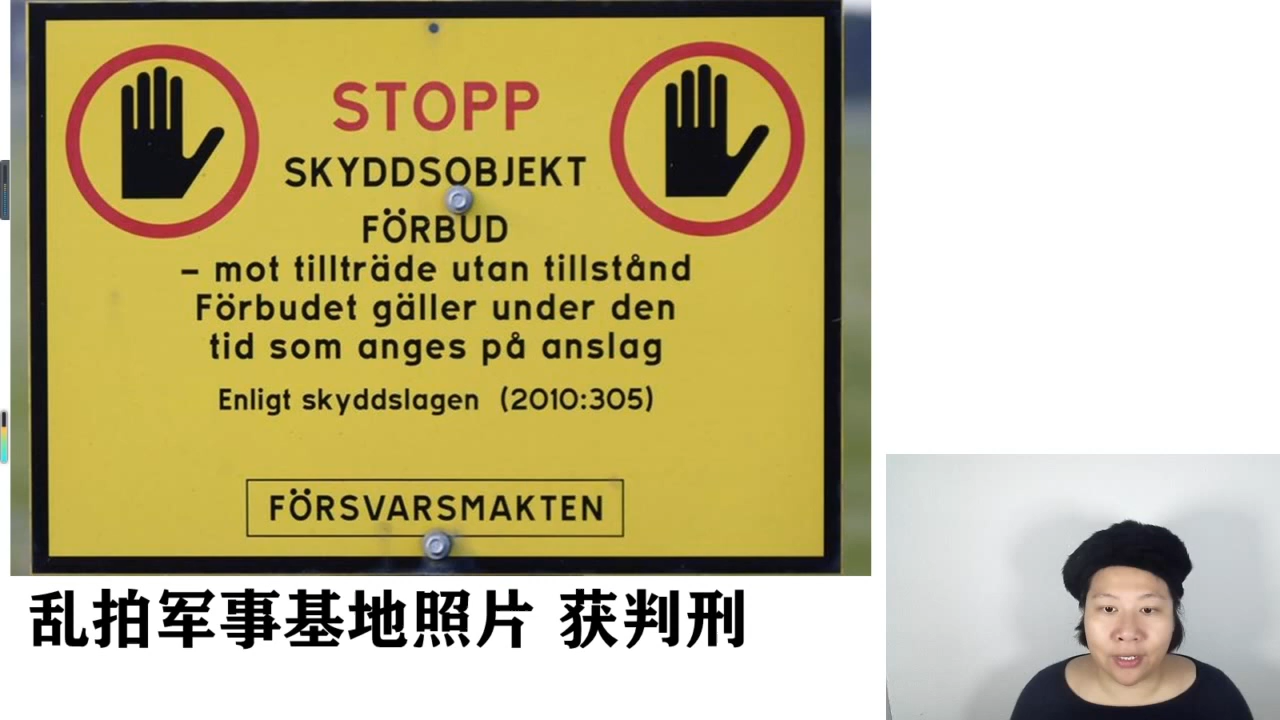 STOPP
SKYDDSOBJEKT
FÖRBUD
– mot tillträde utan tillstånd
Förbudet gäller under den
tid som anges på anslag
Enligt skyddslagen (2010:305)
FÖRSVARSMAKTEN
乱拍军事基地照片 获判刑